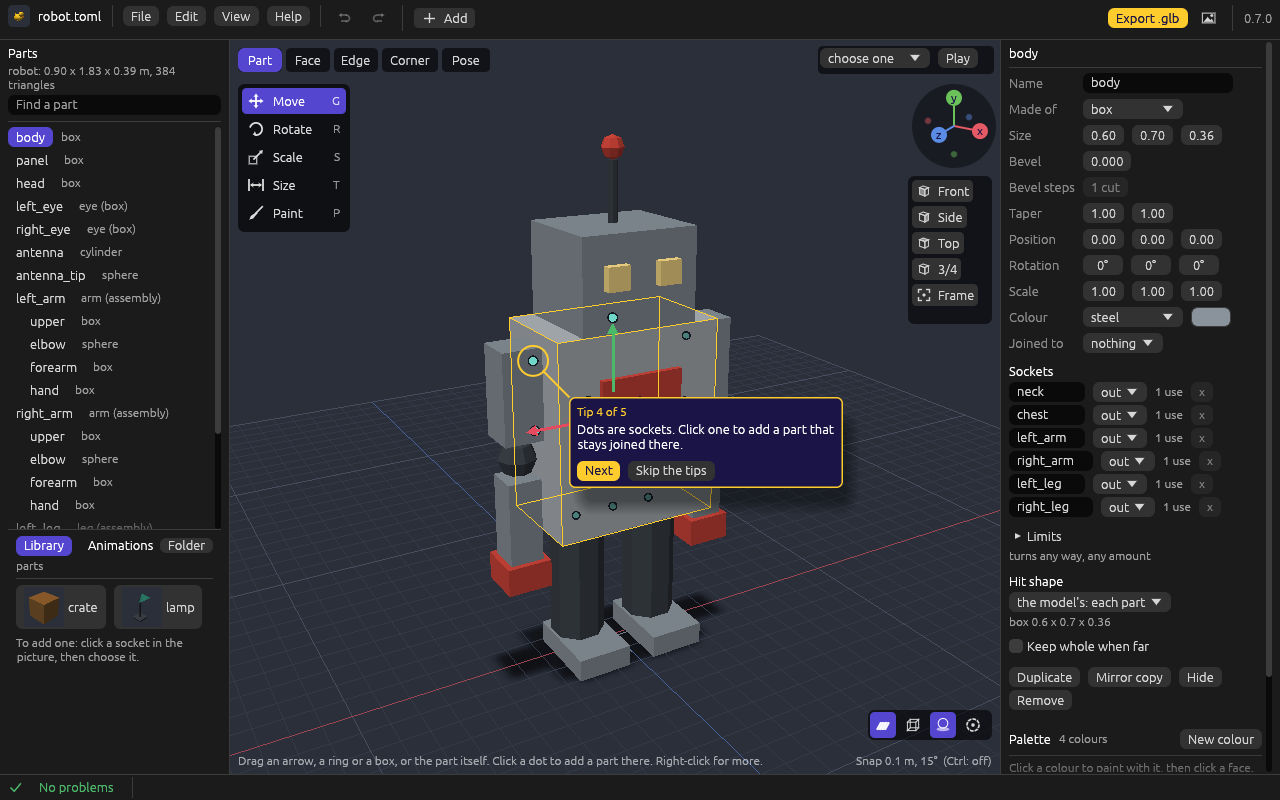 robot.toml File Edit View Help + Add Export .glb 0.7.0
Parts
robot: 0.90 x 1.83 x 0.39 m, 384
triangles
Find a part
body box
panel box
head box
left_eye eye (box)
right_eye eye (box)
antenna cylinder
antenna_tip sphere
left_arm arm (assembly)
upper box
elbow sphere
forearm box
hand box
right_arm arm (assembly)
upper box
elbow sphere
forearm box
hand box
left_leg leg (assembly)
Library Animations Folder
parts
crate lamp
To add one: click a socket in the
picture, then choose it.
Part Face Edge Corner Pose
Move G
Rotate R
Scale S
Size T
Paint P
choose one Play
y
x
z
Front
Side
Top
3/4
Frame
Tip 4 of 5
Dots are sockets. Click one to add a part that
stays joined there.
Next Skip the tips
Drag an arrow, a ring or a box, or the part itself. Click a dot to add a part there. Right-click for more.
Snap 0.1 m, 15° (Ctrl: off)
body
Name body
Made of box
Size 0.60 0.70 0.36
Bevel 0.000
Bevel steps 1 cut
Taper 1.00 1.00
Position 0.00 0.00 0.00
Rotation 0° 0° 0°
Scale 1.00 1.00 1.00
Colour steel
Joined to nothing
Sockets
neck out 1 use x
chest out 1 use x
left_arm out 1 use x
right_arm out 1 use x
left_leg out 1 use x
right_leg out 1 use x
Limits
turns any way, any amount
Hit shape
the model's: each part
box 0.6 x 0.7 x 0.36
Keep whole when far
Duplicate Mirror copy Hide
Remove
Palette 4 colours New colour
Click a colour to paint with it, then click a face.
No problems